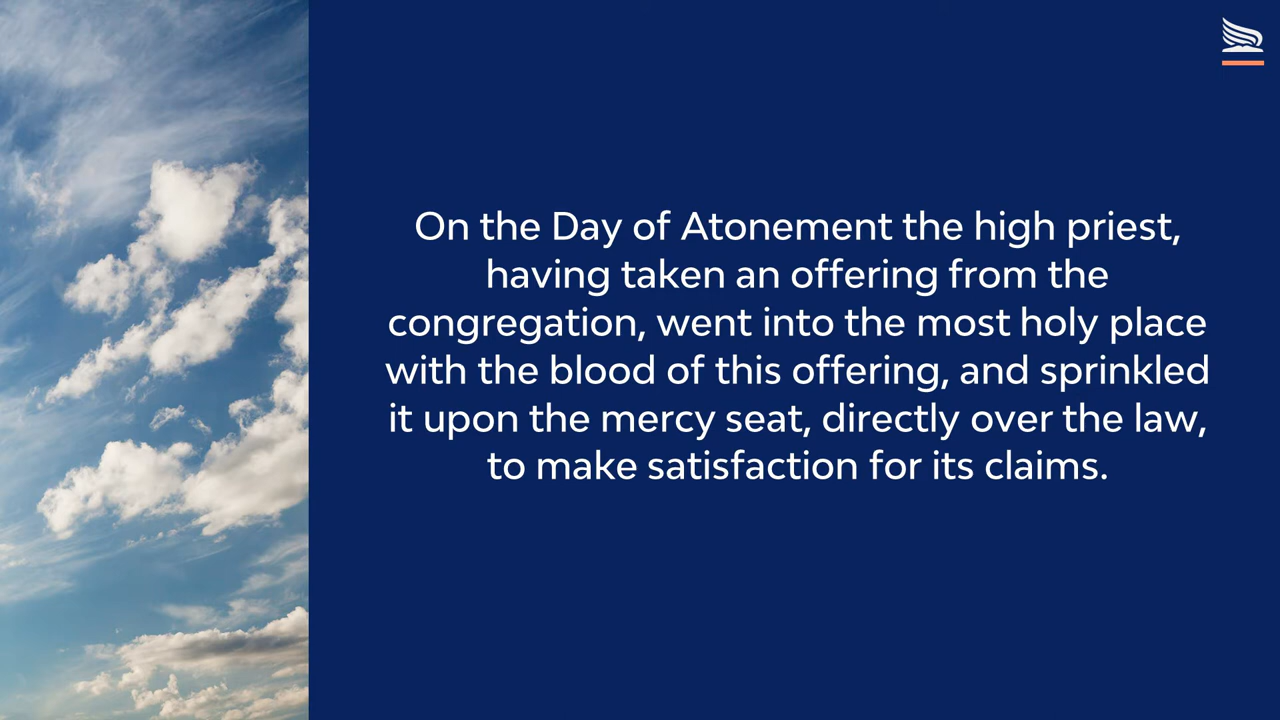 On the Day of Atonement the high priest,
having taken an offering from the
congregation, went into the most holy place
with the blood of this offering, and sprinkled
it upon the mercy seat, directly over the law,
to make satisfaction for its claims.